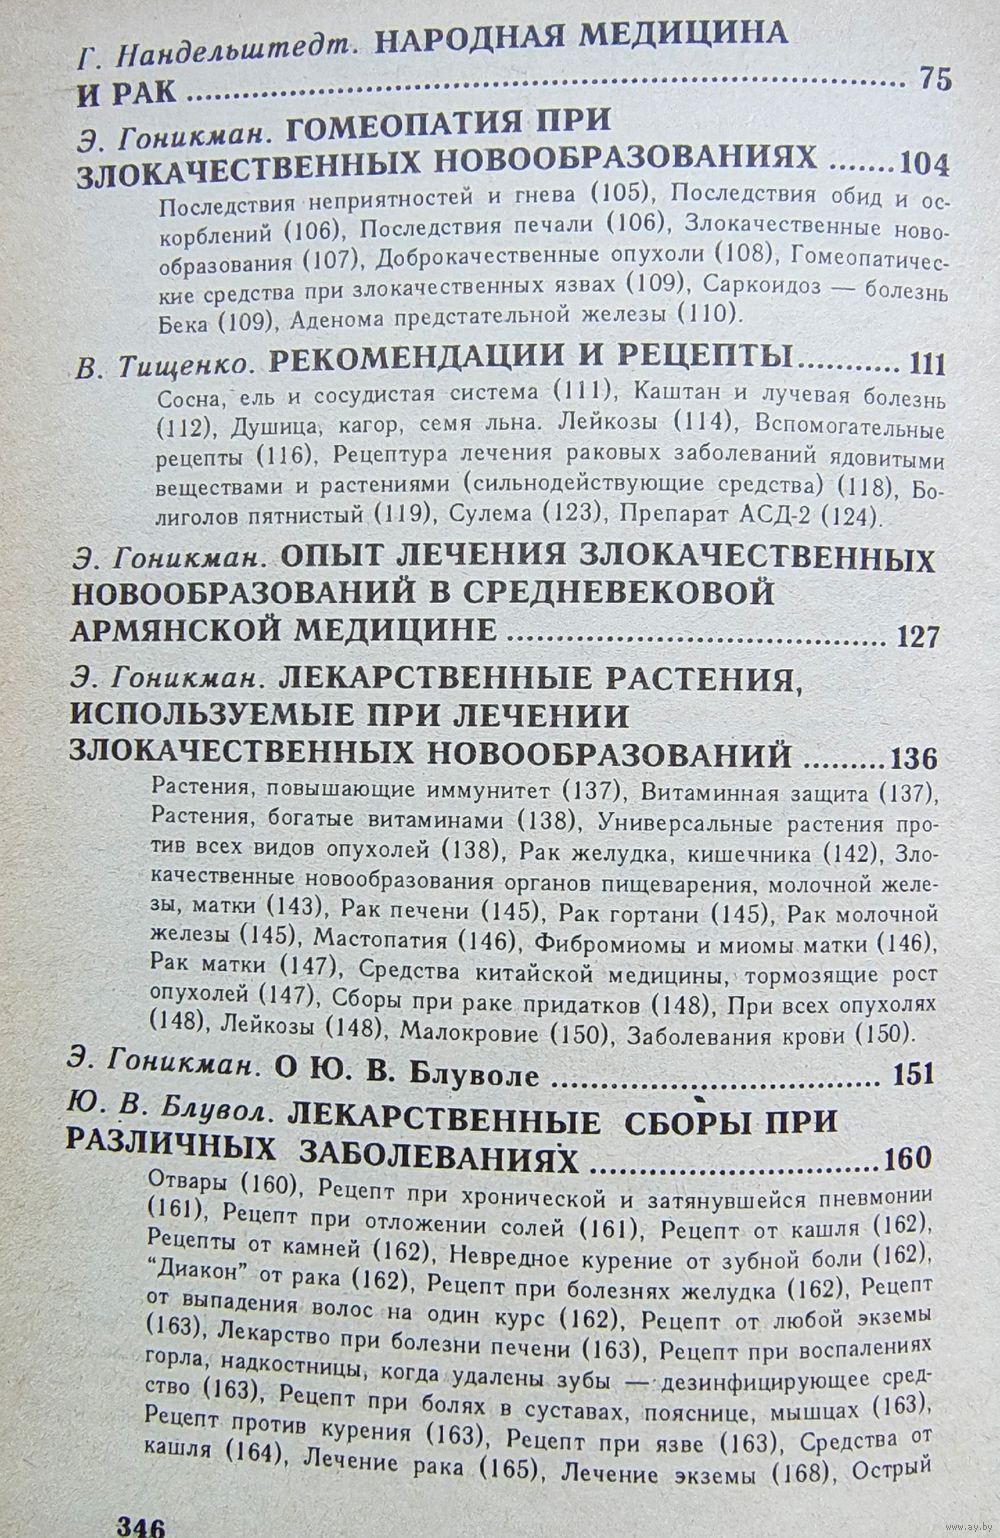 Г. Нандельштедт. НАРОДНАЯ МЕДИЦИНА
И РАК ........................................................................ 75
Э. Гоникман. ГОМЕОПАТИЯ ПРИ
ЗЛОКАЧЕСТВЕННЫХ НОВООБРАЗОВАНИЯХ .......104
Последствия неприятностей и гнева (105), Последствия обид и ос-
корблений (106), Последствия печали (106), Злокачественные ново-
образования (107), Доброкачественные опухоли (108), Гомеопатичес-
кие средства при злокачественных язвах (109), Саркоидоз — болезнь
Бека (109), Аденома предстательной железы (110).
В. Тищенко. РЕКОМЕНДАЦИИ И РЕЦЕПТЫ........... 111
Сосна, ель и сосудистая система (111), Каштан и лучевая болезнь
(112), Душица, кагор, семя льна. Лейкозы (114), Вспомогательные
рецепты (116), Рецептура лечения раковых заболеваний ядовитыми
веществами и растениями (сильнодействующие средства) (118), Бо-
лиголов пятнистый (119), Сулема (123), Препарат АСД-2 (124).
Э. Гоникман. ОПЫТ ЛЕЧЕНИЯ ЗЛОКАЧЕСТВЕННЫХ
НОВООБРАЗОВАНИЙ В СРЕДНЕВЕКОВОЙ
АРМЯНСКОЙ МЕДИЦИНЕ ...................................... 127
Э. Гоникман. ЛЕКАРСТВЕННЫЕ РАСТЕНИЯ,
ИСПОЛЬЗУЕМЫЕ ПРИ ЛЕЧЕНИИ
ЗЛОКАЧЕСТВЕННЫХ НОВООБРАЗОВАНИЙ .........136
Растения, повышающие иммунитет (137), Витаминная защита (137),
Растения, богатые витаминами (138), Универсальные растения про-
тив всех видов опухолей (138), Рак желудка, кишечника (142), Зло-
качественные новообразования органов пищеварения, молочной желе-
зы, матки (143), Рак печени (145), Рак гортани (145), Рак молочной
железы (145), Мастопатия (146), Фибромиомы и миомы матки (146),
Рак матки (147), Средства китайской медицины, тормозящие рост
опухолей (147), Сборы при раке придатков (148), При всех опухолях
(148), Лейкозы (148), Малокровие (150), Заболевания крови (150).
Э. Гоникман. О Ю. В. Блуволе ................................. 151
Ю. В. Блувол. ЛЕКАРСТВЕННЫЕ СБОРЫ ПРИ
РАЗЛИЧНЫХ ЗАБОЛЕВАНИЯХ .............................160
Отвары (160), Рецепт при хронической и затянувшейся пневмонии
(161), Рецепт при отложении солей (161), Рецепт от кашля (162),
Рецепты от камней (162), Невредное курение от зубной боли (162),
“Диакон” от рака (162), Рецепт при болезнях желудка (162), Рецепт
от выпадения волос на один курс (162), Рецепт от любой экземы
(163), Лекарство при болезни печени (163), Рецепт при воспалениях
горла, надкостницы, когда удалены зубы — дезинфицирующее сред-
ство (163), Рецепт при болях в суставах, пояснице, мышцах (163),
Рецепт против курения (163), Рецепт при язве (163), Средства от
кашля (164), Лечение рака (165), Лечение экземы (168), Острый
346
www.ay.by